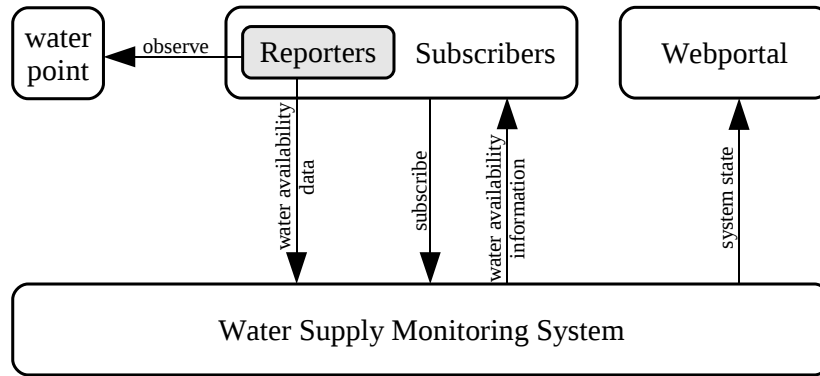 water
point
observe
Reporters
Subscribers
Webportal
water availability
data
subscribe
water availability
information
system state
Water Supply Monitoring System